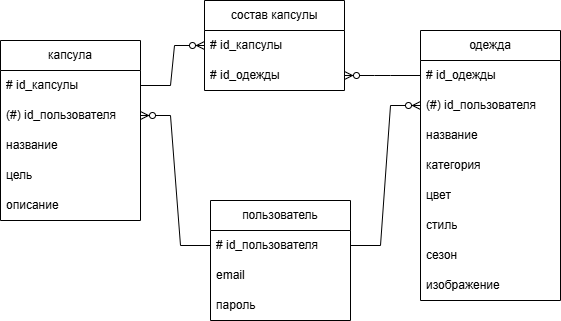 состав капсулы
# id_капсулы
# id_одежды
капсула
# id_капсулы
(#) id_пользователя
название
цель
описание
одежда
# id_одежды
(#) id_пользователя
название
категория
цвет
стиль
сезон
изображение
пользователь
# id_пользователя
email
пароль